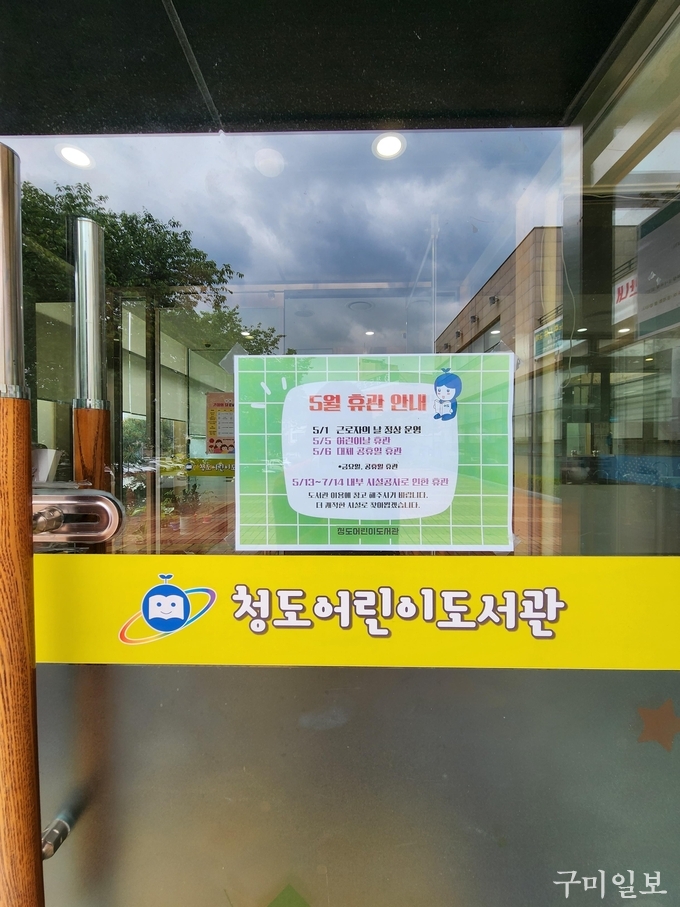 5월 휴관 안내
5/1 근로자의 날 정상 운영
5/5 어린이날 휴관
5/6 대체 공휴일 휴관
*금요일, 공휴일 휴관
5/13~7/14 내부 시설공사로 인한 휴관
도서관 이용에 참고 해주시기 바랍니다.
더 쾌적한 시설로 찾아뵙겠습니다.
청도어린이도서관
청도어린이도서관
구미일보